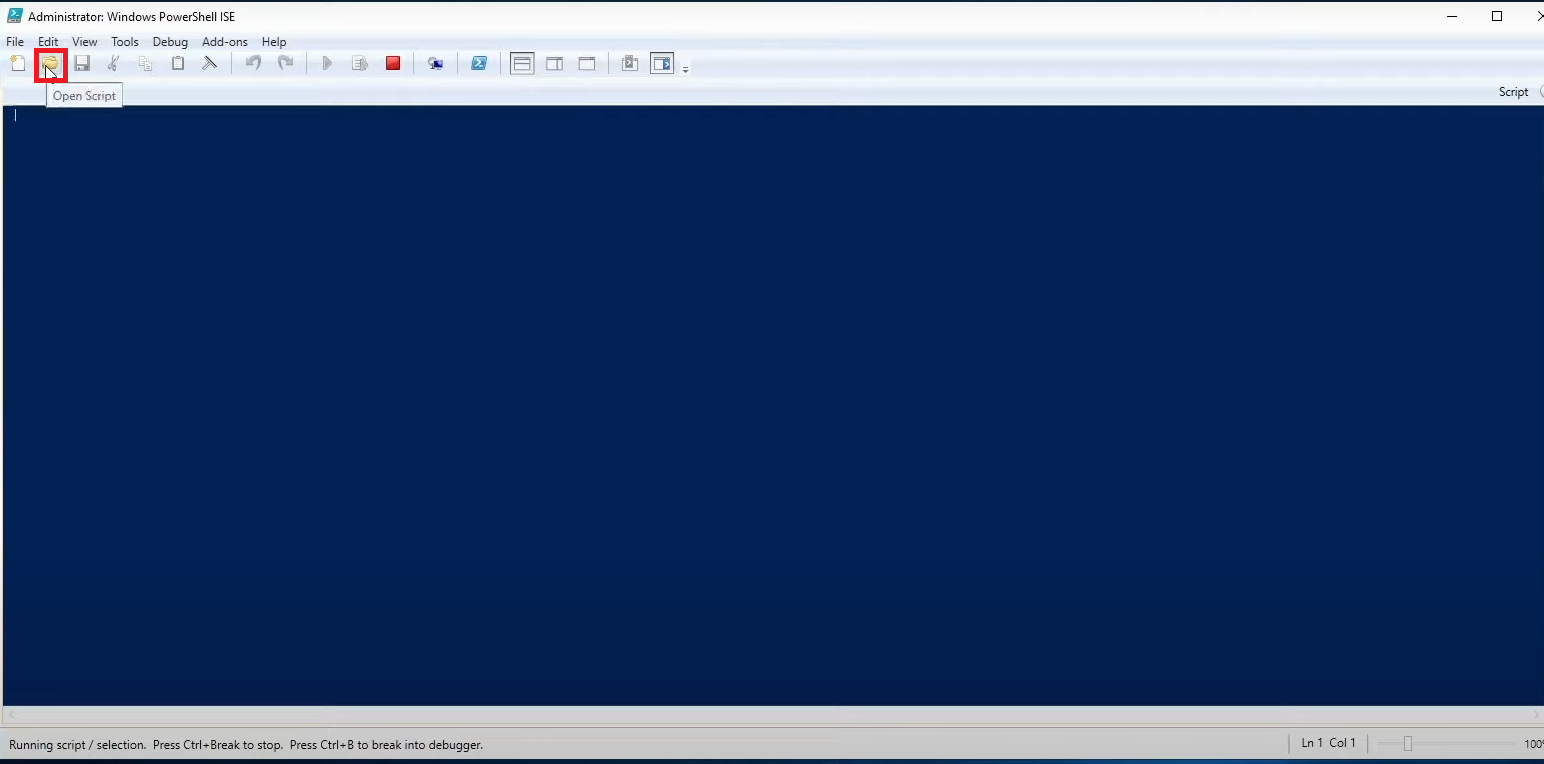 Administrator: Windows PowerShell ISE
File Edit View Tools Debug Add-ons Help
Open Script
Script
Running script / selection. Press Ctrl+Break to stop. Press Ctrl+B to break into debugger.
Ln 1 Col 1
100%